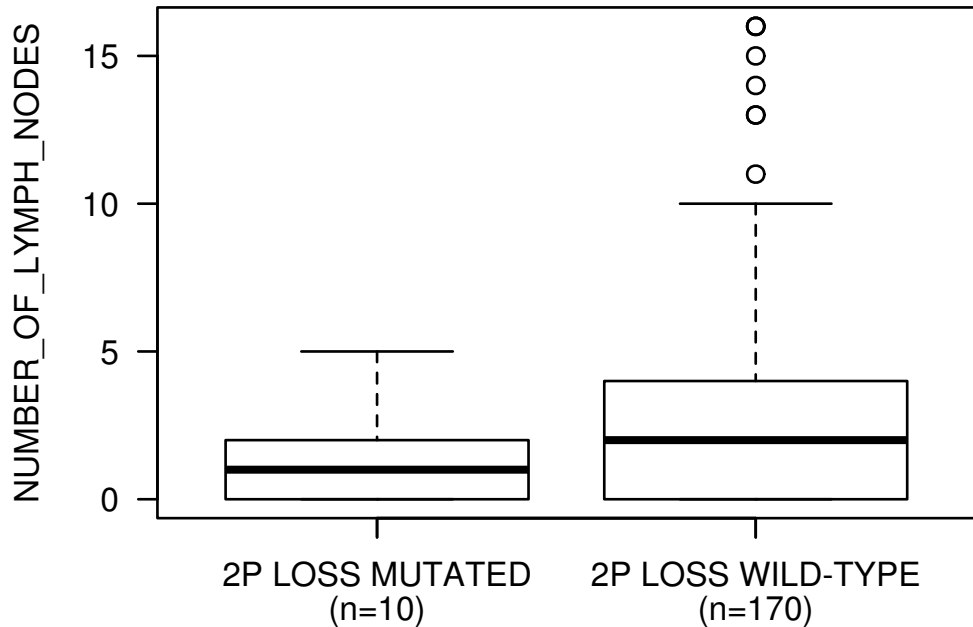 NUMBER_OF_LYMPH_NODES
15
10
5
0
2P LOSS MUTATED
(n=10)
2P LOSS WILD-TYPE
(n=170)